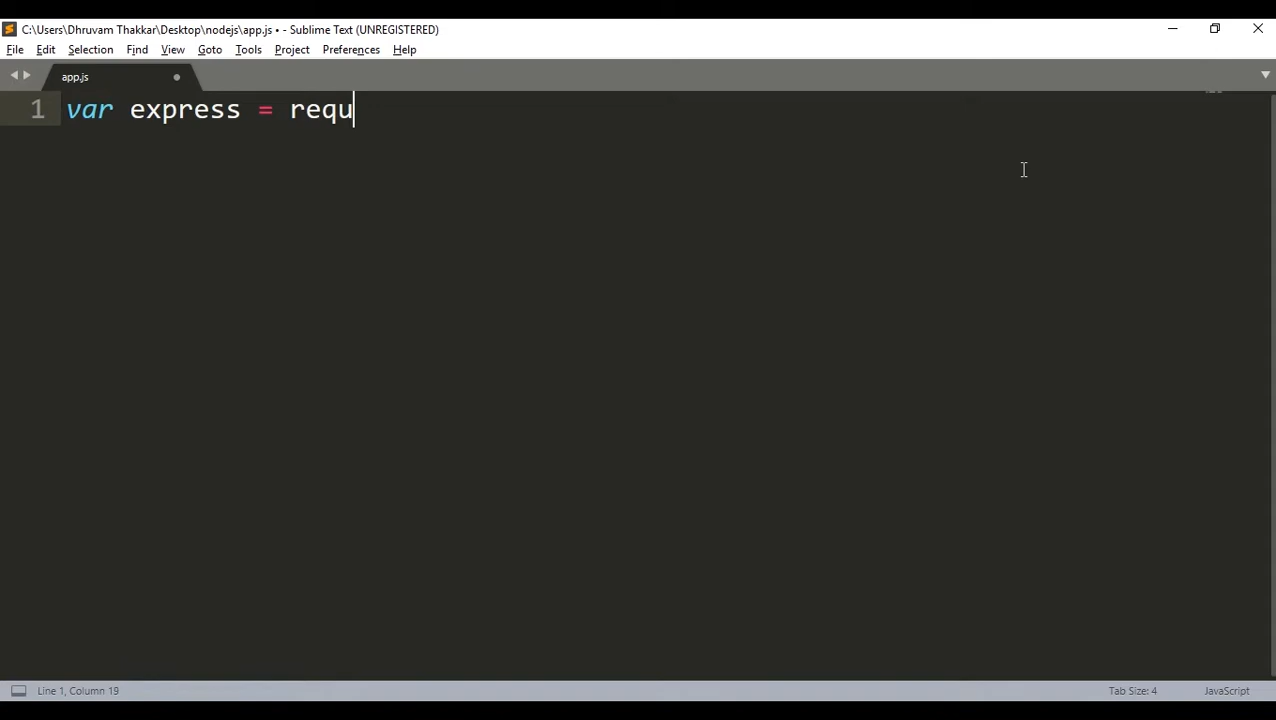 C:\Users\Dhruvam Thakkar\Desktop\nodejs\app.js • - Sublime Text (UNREGISTERED)
File Edit Selection Find View Goto Tools Project Preferences Help
app.js
1 var express = requ
Line 1, Column 19 Tab Size: 4 JavaScript